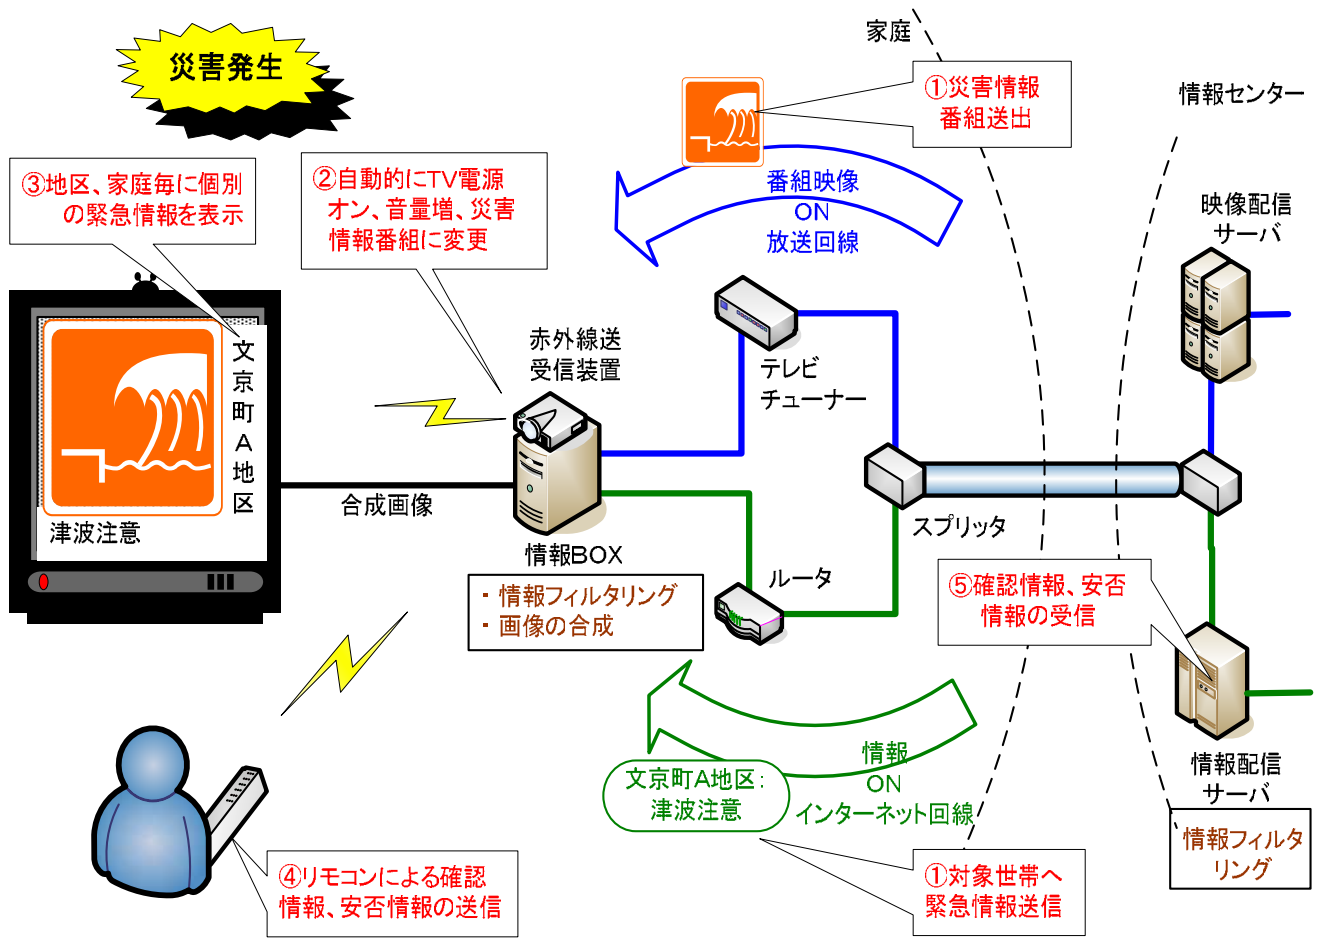 災害発生
家庭
情報センター
①災害情報
番組送出
③地区、家庭毎に個別
の緊急情報を表示
②自動的にTV電源
オン、音量増、災害
情報番組に変更
番組映像
ON
放送回線
映像配信
サーバ
文京町A地区
津波注意
赤外線送
受信装置
テレビ
チューナー
合成画像
スプリッタ
情報BOX
・情報フィルタリング
・画像の合成
ルータ
⑤確認情報、安否
情報の受信
情報
ON
インターネット回線
文京町A地区：
津波注意
情報配信
サーバ
情報フィルタ
リング
④リモコンによる確認
情報、安否情報の送信
①対象世帯へ
緊急情報送信